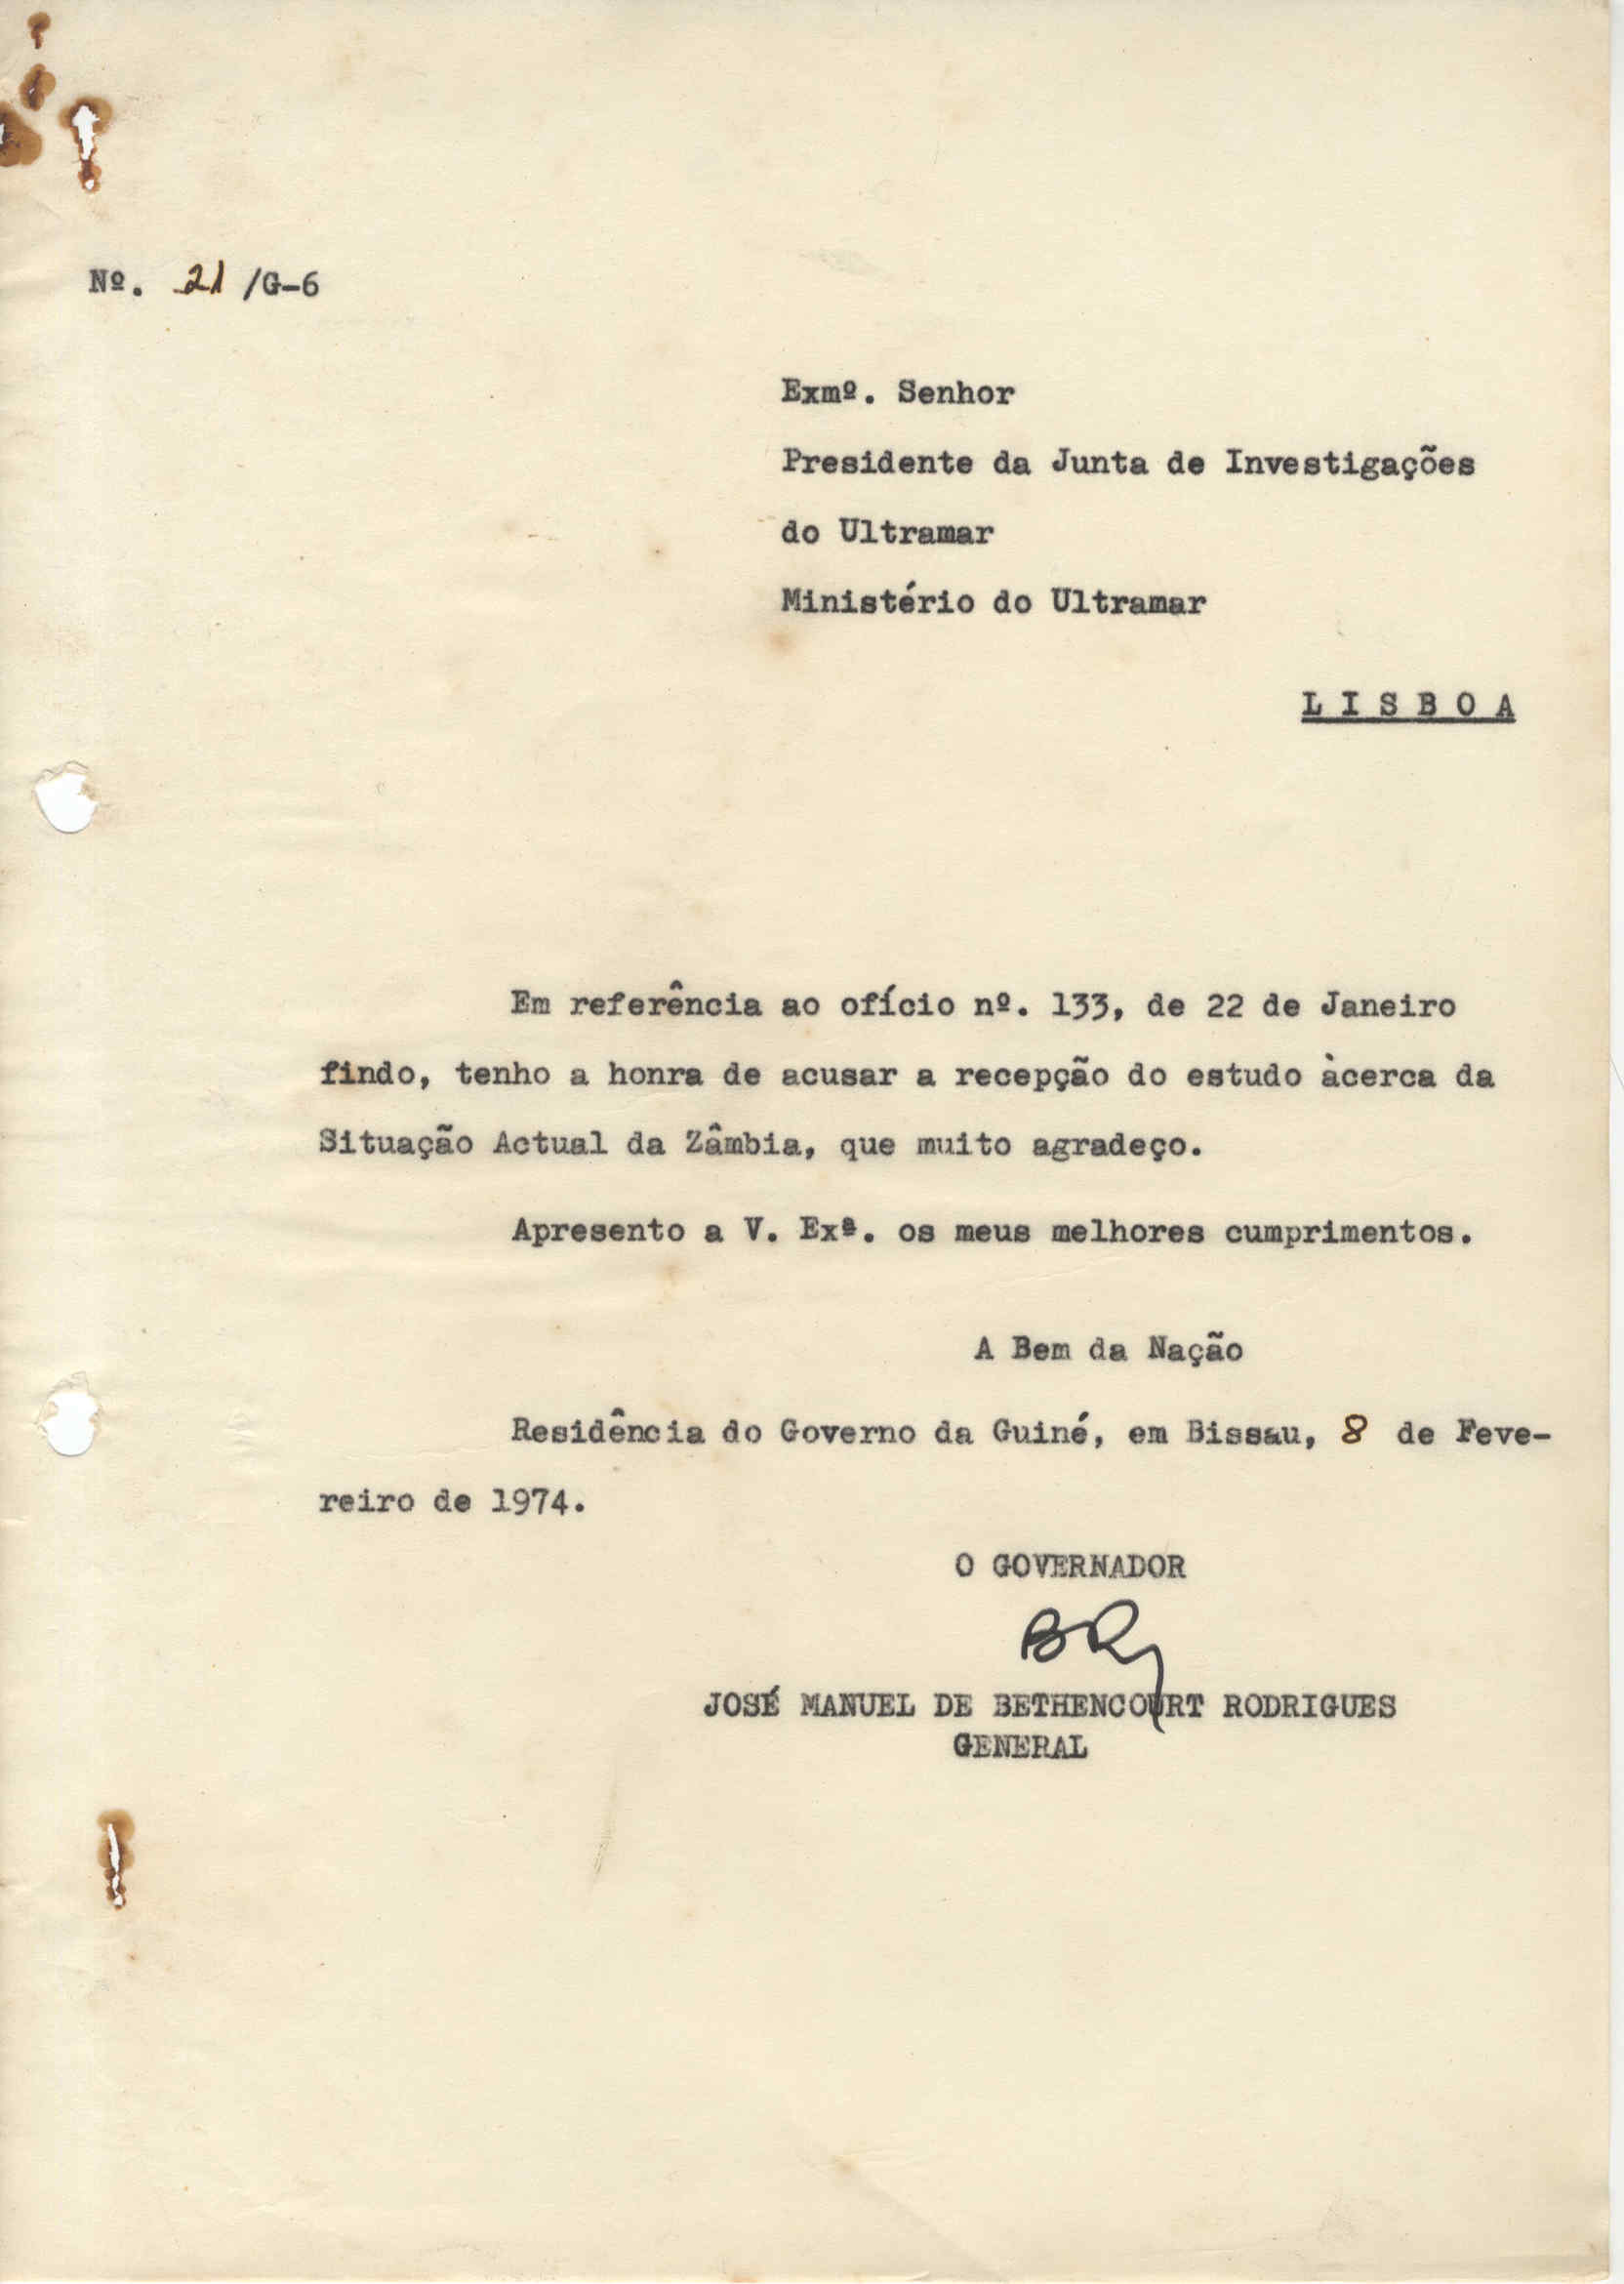 Nº. 21 /G-6
Exmº. Senhor
Presidente da Junta de Investigações
do Ultramar
Ministério do Ultramar
L I S B O A
Em referência ao ofício nº. 133, de 22 de Janeiro
findo, tenho a honra de acusar a recepção do estudo àcerca da
Situação Actual da Zâmbia, que muito agradeço.
Apresento a V. Exª. os meus melhores cumprimentos.
A Bem da Nação
Residência do Governo da Guiné, em Bissau, 8 de Feve-
reiro de 1974.
O GOVERNADOR
BR
JOSÉ MANUEL DE BETHENCOURT RODRIGUES
GENERAL